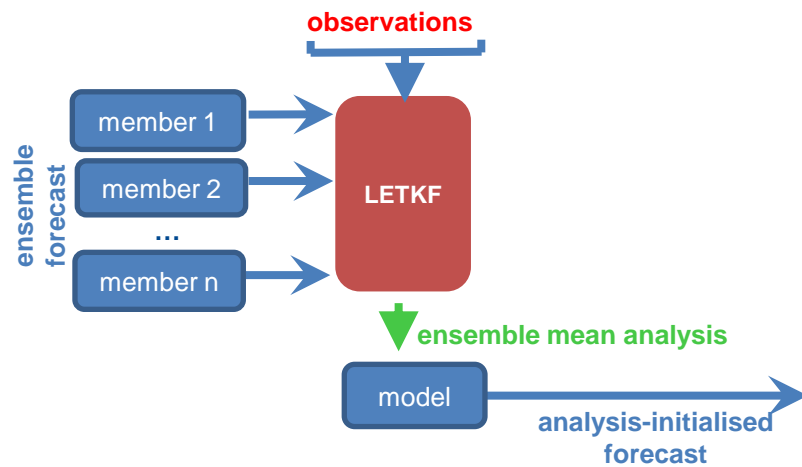 observations
member 1
member 2
...
member n
ensemble
forecast
LETKF
ensemble mean analysis
model
analysis-initialised
forecast